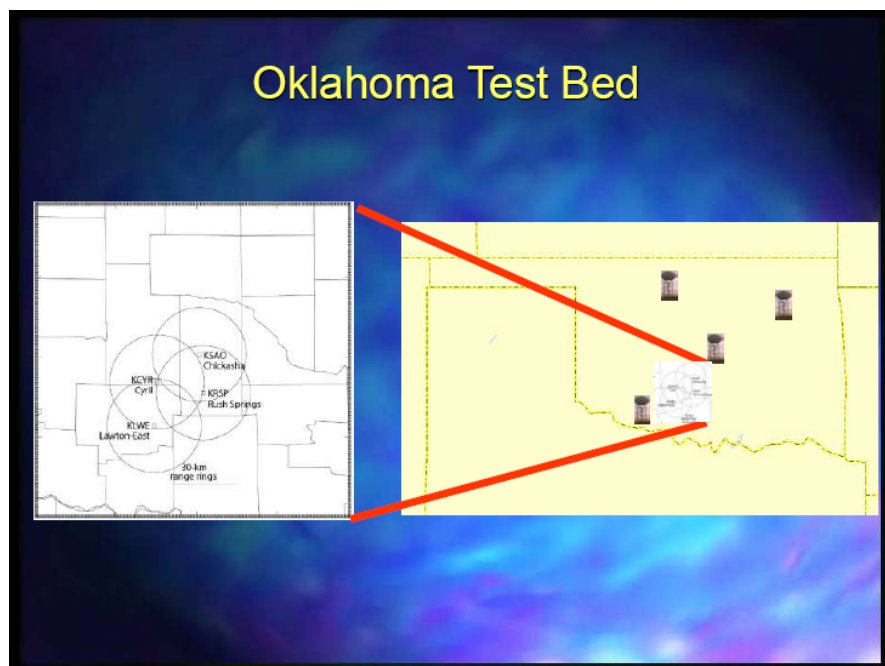 Oklahoma Test Bed
KSAO
Chickasha
KCYR
Cyril
KRSP
Rush Springs
KLWE
Lawton-East
30-km
range rings